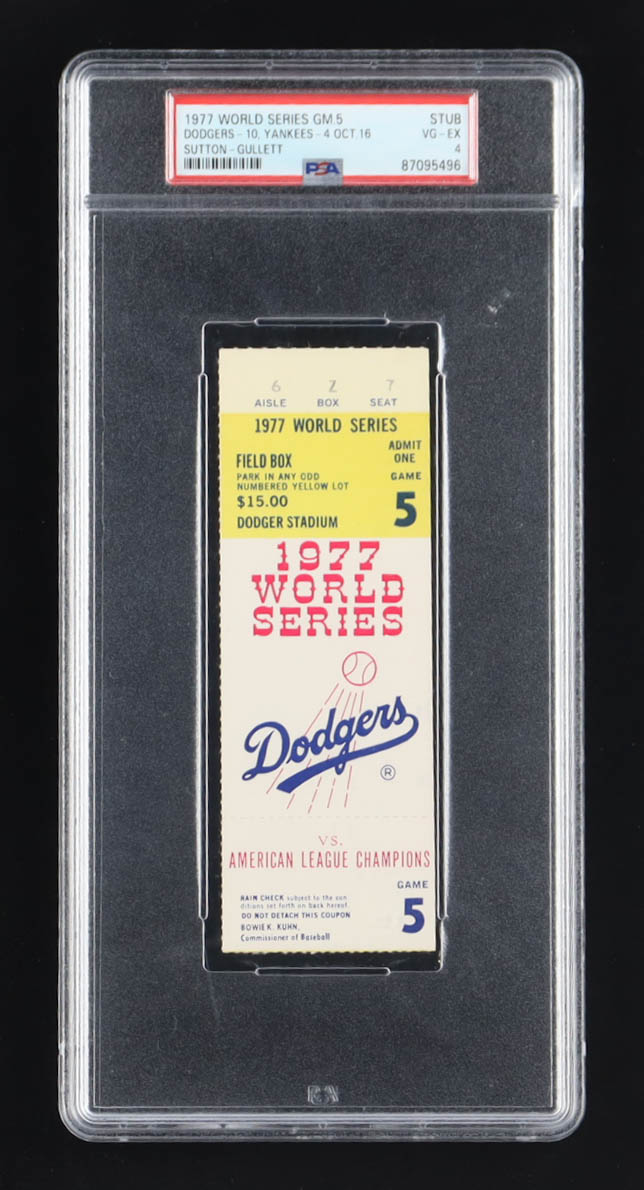 1977 WORLD SERIES GM.5 STUB
DODGERS - 10, YANKEES - 4 OCT.16 VG - EX
SUTTON - GULLETT 4
PSA 87095496
6 Z 7
AISLE BOX SEAT
1977 WORLD SERIES
FIELD BOX ADMIT ONE
PARK IN ANY ODD GAME
NUMBERED YELLOW LOT
$15.00 5
DODGER STADIUM
1977
WORLD
SERIES
Dodgers
®
VS.
AMERICAN LEAGUE CHAMPIONS
GAME
5
RAIN CHECK subject to the con
ditions set forth on back hereof.
DO NOT DETACH THIS COUPON
BOWIE K. KUHN,
Commissioner of Baseball
PSA